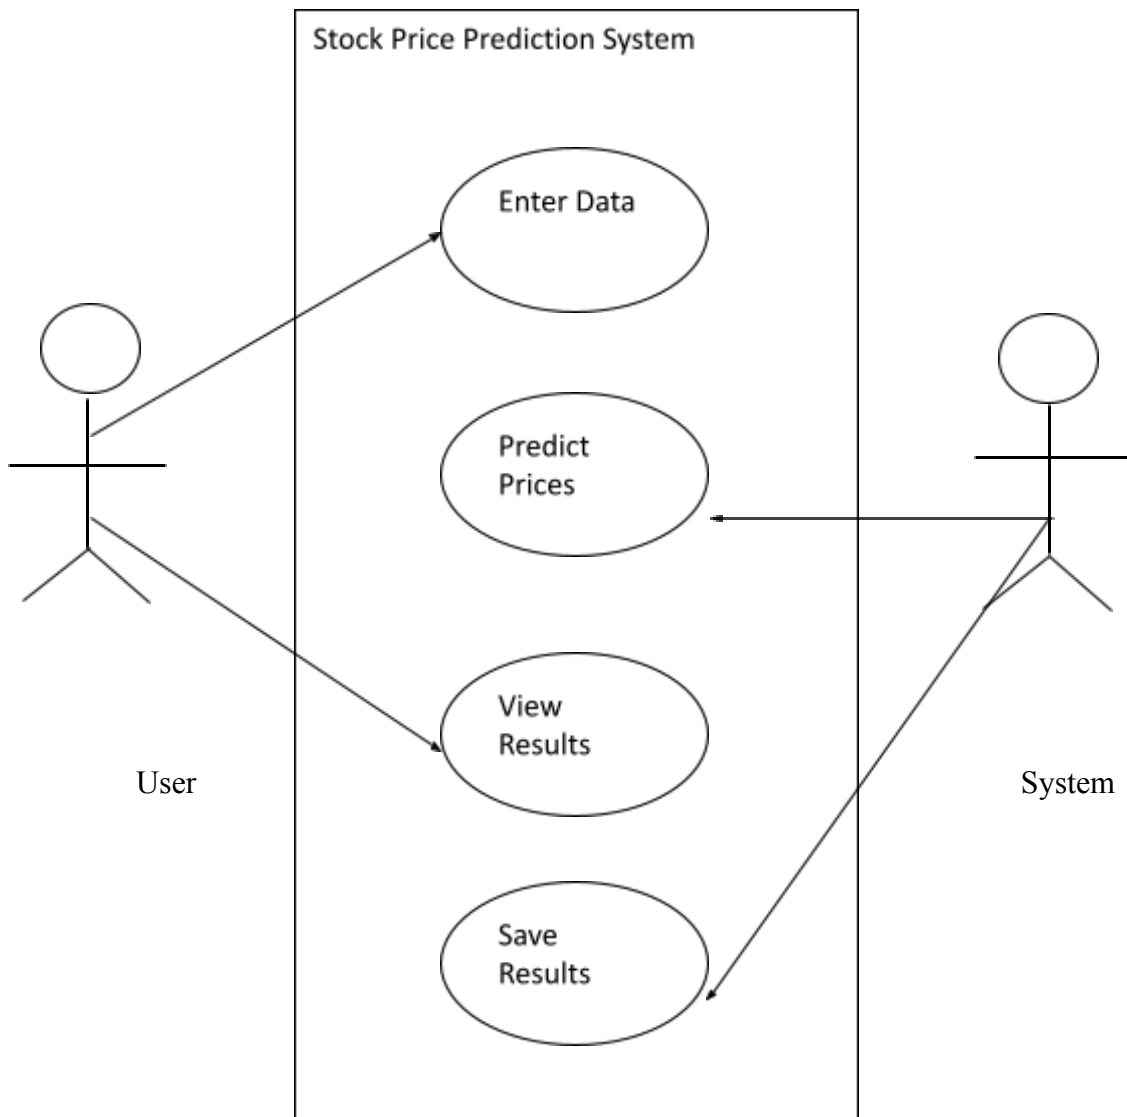 Stock Price Prediction System
Enter Data
Predict
Prices
View
Results
User
System
Save
Results